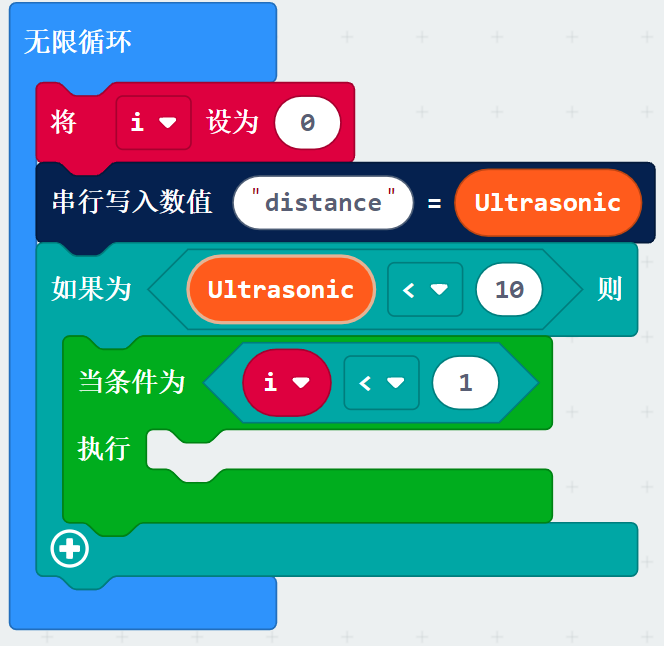 无限循环
将 i 设为 0
串行写入数值 "distance" = Ultrasonic
如果为 Ultrasonic < 10 则
当条件为 i < 1
执行